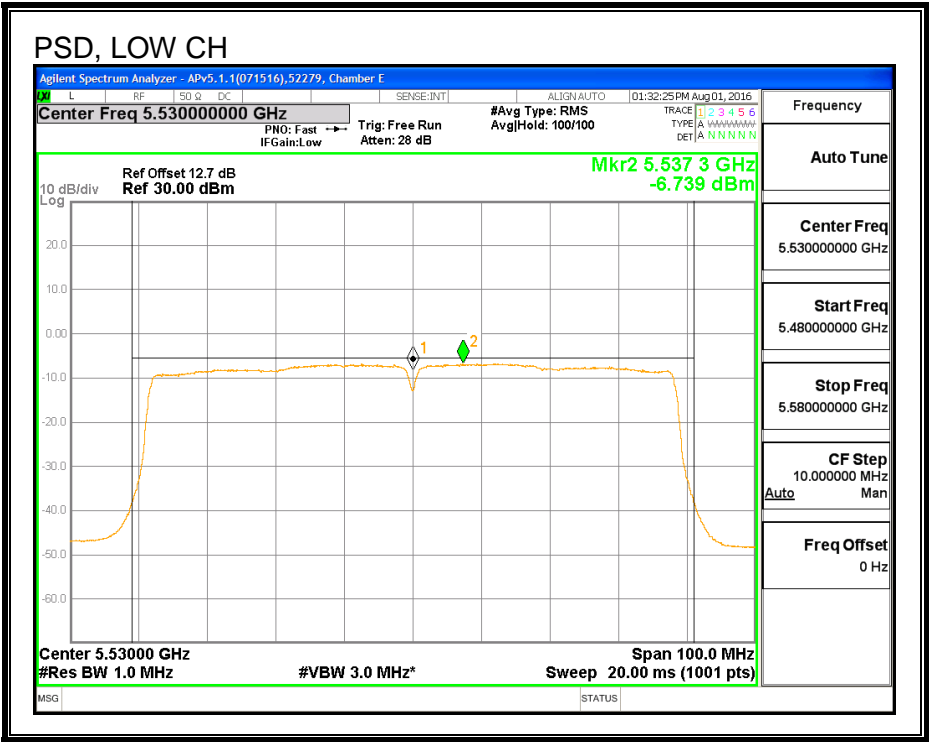 PSD, LOW CH
Agilent Spectrum Analyzer - APv5.1.1(071516),52279, Chamber E
LXI L RF 50 Ω DC SENSE:INT ALIGN AUTO 01:32:25 PM Aug 01, 2016
Center Freq 5.530000000 GHz
PNO: Fast
IFGain:Low
Trig: Free Run
Atten: 28 dB
#Avg Type: RMS
Avg|Hold: 100/100
TRACE 1 2 3 4 5 6
TYPE A WWWWW
DET A N N N N N
Mkr2 5.537 3 GHz
-6.739 dBm
Ref Offset 12.7 dB
10 dB/div Ref 30.00 dBm
Log
20.0
10.0
0.00
-10.0
-20.0
-30.0
-40.0
-50.0
-60.0
1
2
Center 5.53000 GHz Span 100.0 MHz
#Res BW 1.0 MHz #VBW 3.0 MHz* Sweep 20.00 ms (1001 pts)
MSG STATUS
Frequency
Auto Tune
Center Freq
5.530000000 GHz
Start Freq
5.480000000 GHz
Stop Freq
5.580000000 GHz
CF Step
10.000000 MHz
Auto Man
Freq Offset
0 Hz